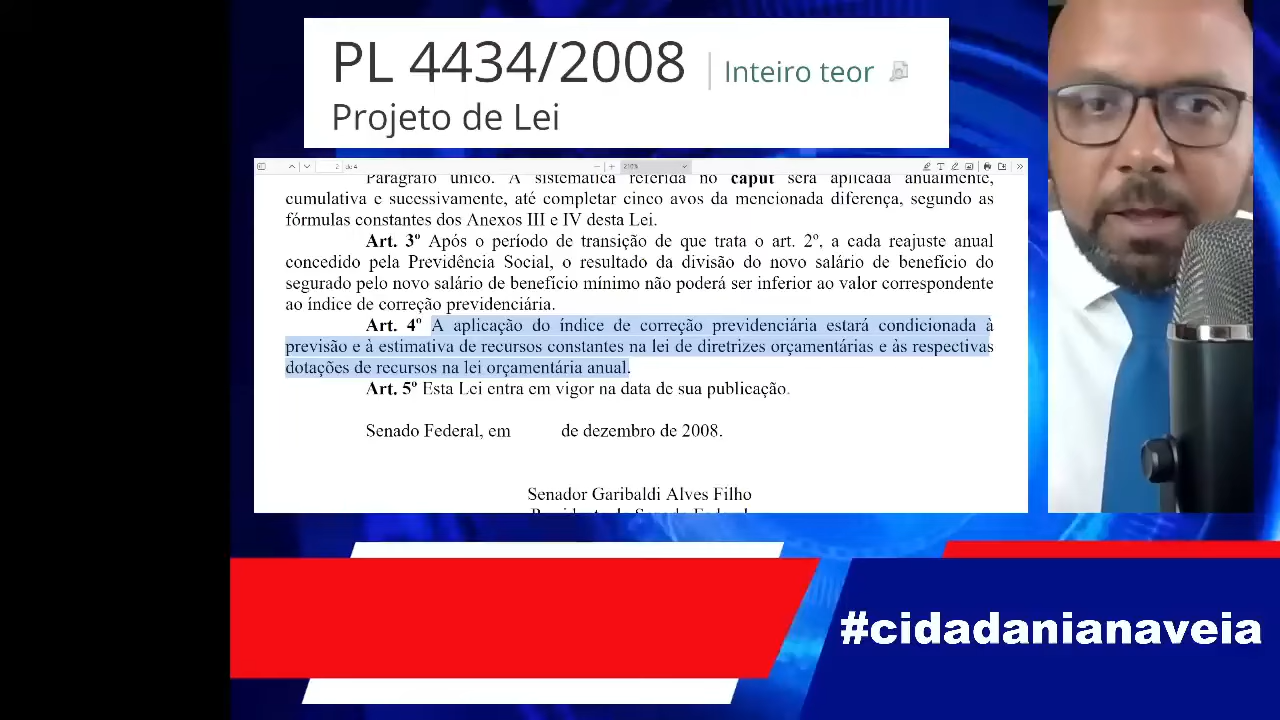 PL 4434/2008 | Inteiro teor
Projeto de Lei
2 de 4
210%
Parágrafo único. A sistemática referida no caput será aplicada anualmente,
cumulativa e sucessivamente, até completar cinco avos da mencionada diferença, segundo as
fórmulas constantes dos Anexos III e IV desta Lei.
Art. 3º Após o período de transição de que trata o art. 2º, a cada reajuste anual
concedido pela Previdência Social, o resultado da divisão do novo salário de benefício do
segurado pelo novo salário de benefício mínimo não poderá ser inferior ao valor correspondente
ao índice de correção previdenciária.
Art. 4º A aplicação do índice de correção previdenciária estará condicionada à
previsão e à estimativa de recursos constantes na lei de diretrizes orçamentárias e às respectivas
dotações de recursos na lei orçamentária anual.
Art. 5º Esta Lei entra em vigor na data de sua publicação.
Senado Federal, em de dezembro de 2008.
Senador Garibaldi Alves Filho
#cidadanianaveia